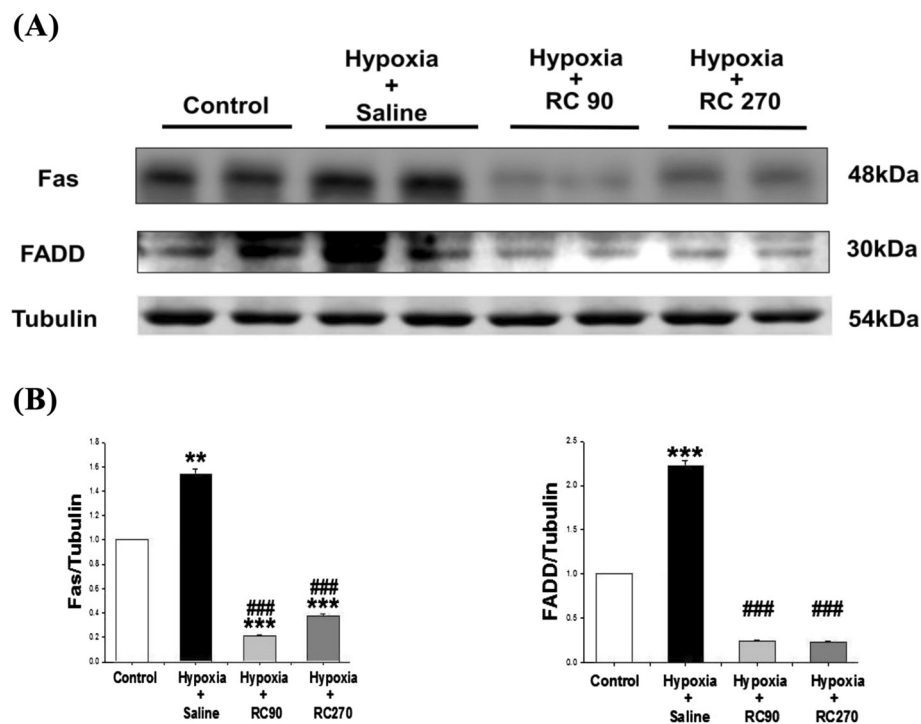 (A)
Control
Hypoxia
+
Saline
Hypoxia
+
RC 90
Hypoxia
+
RC 270
Fas
48kDa
FADD
30kDa
Tubulin
54kDa
(B)
Fas/Tubulin
1.8
1.6
1.4
1.2
1.0
0.8
0.6
0.4
0.2
0.0
**
###
***
###
***
Control
Hypoxia
+
Saline
Hypoxia
+
RC90
Hypoxia
+
RC270
FADD/Tubulin
2.5
2.0
1.5
1.0
0.5
0.0
***
###
###
Control
Hypoxia
+
Saline
Hypoxia
+
RC90
Hypoxia
+
RC270